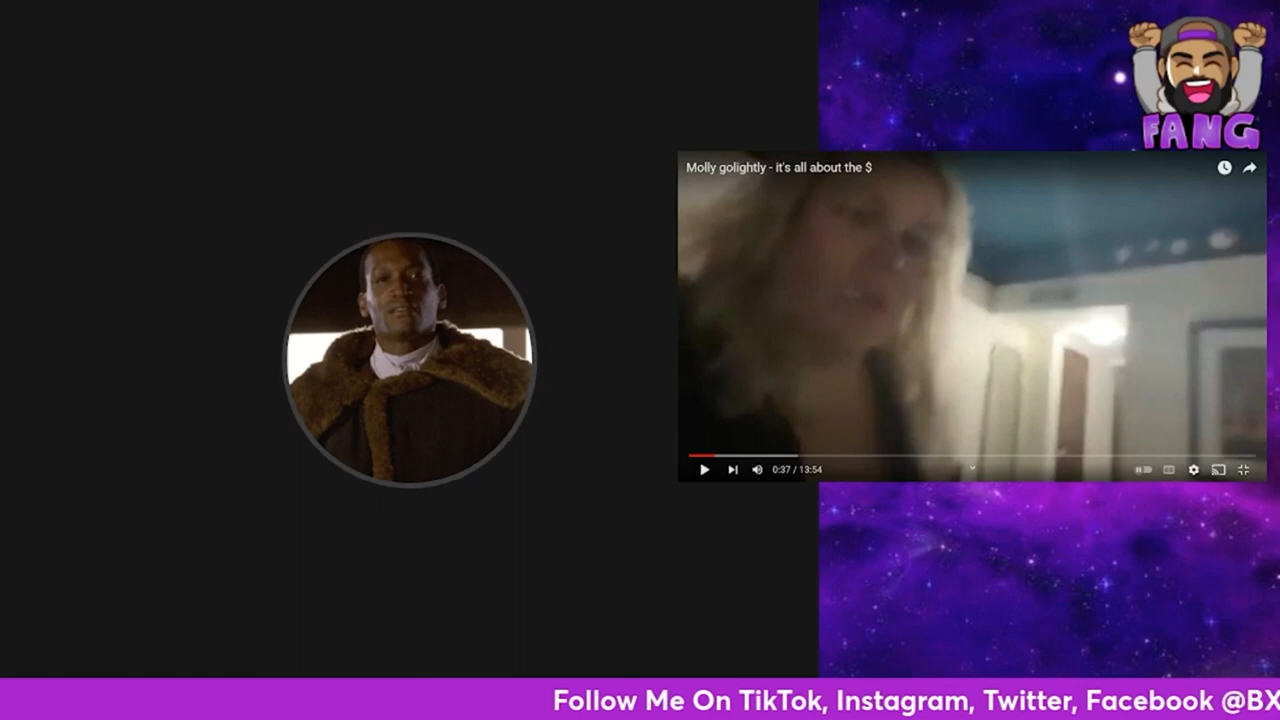 FANG
Molly golightly - it's all about the $
0:37 / 13:54
Follow Me On TikTok, Instagram, Twitter, Facebook @BX